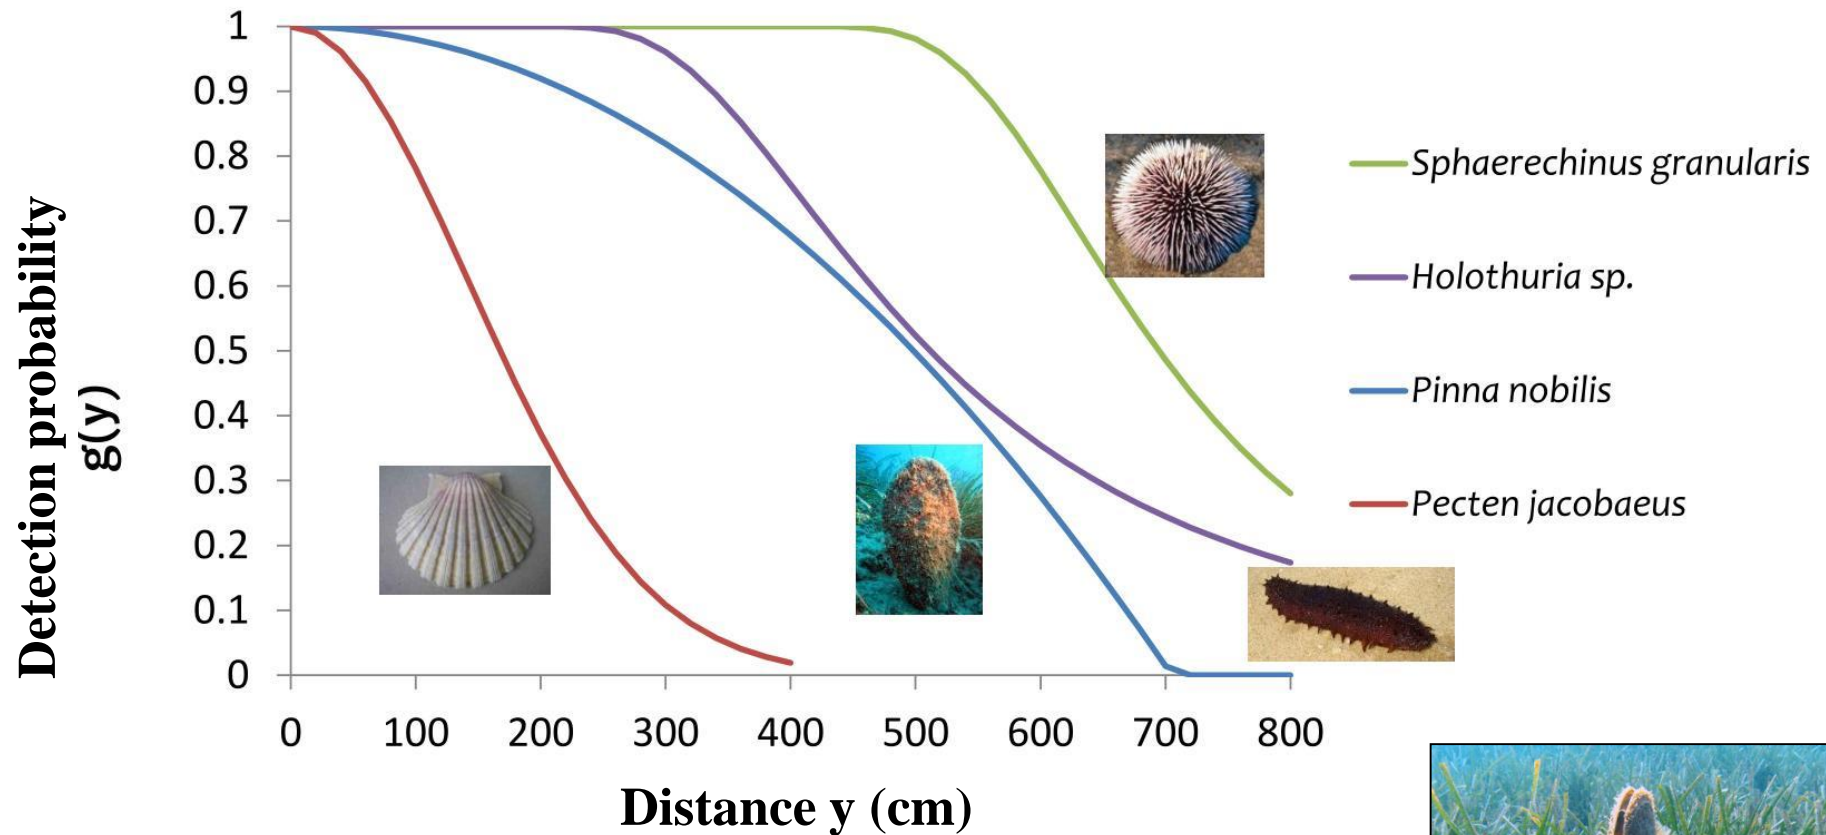 Detection probability
g(y)
1
0.9
0.8
0.7
0.6
0.5
0.4
0.3
0.2
0.1
0
0 100 200 300 400 500 600 700 800
Distance y (cm)
Sphaerechinus granularis
Holothuria sp.
Pinna nobilis
Pecten jacobaeus